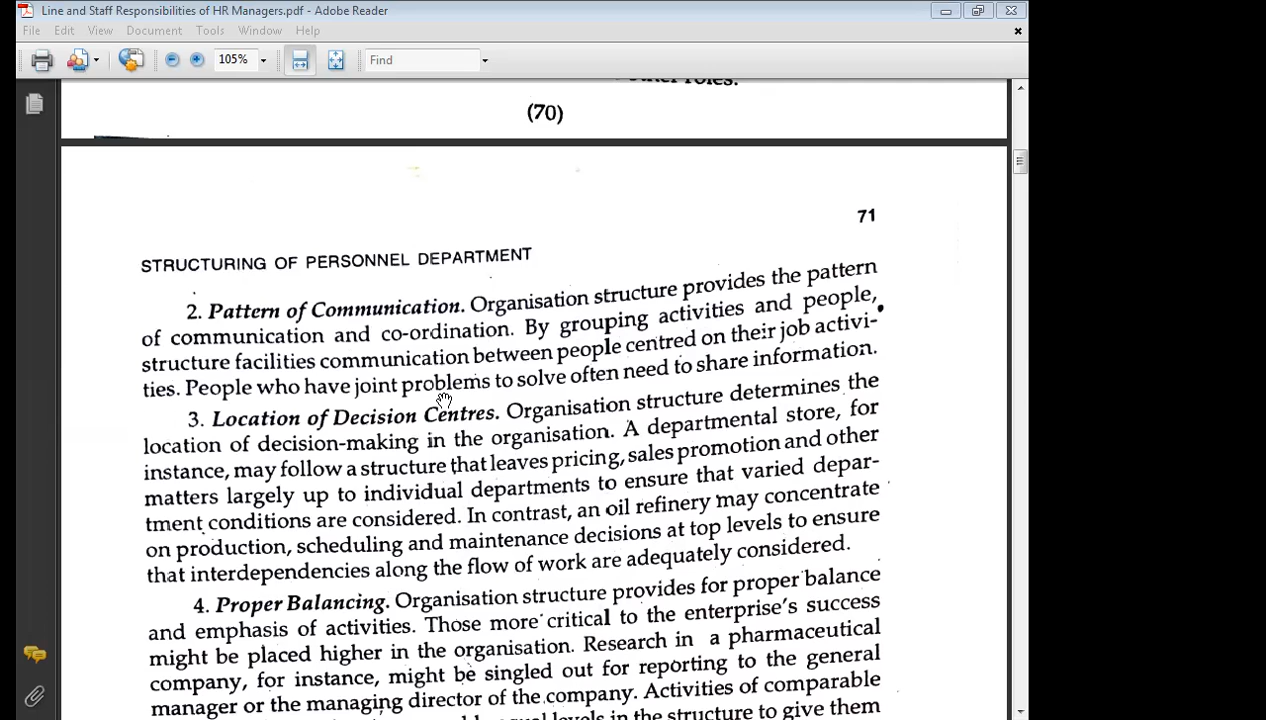 Line and Staff Responsibilities of HR Managers.pdf - Adobe Reader
File Edit View Document Tools Window Help
105% Find
other roles.
(70)
71
STRUCTURING OF PERSONNEL DEPARTMENT
2. Pattern of Communication. Organisation structure provides the pattern
of communication and co-ordination. By grouping activities and people,
structure facilities communication between people centred on their job activi-
ties. People who have joint problems to solve often need to share information.
3. Location of Decision Centres. Organisation structure determines the
location of decision-making in the organisation. A departmental store, for
instance, may follow a structure that leaves pricing, sales promotion and other
matters largely up to individual departments to ensure that varied depar-
tment conditions are considered. In contrast, an oil refinery may concentrate
on production, scheduling and maintenance decisions at top levels to ensure
that interdependencies along the flow of work are adequately considered.
4. Proper Balancing. Organisation structure provides for proper balance
and emphasis of activities. Those more critical to the enterprise's success
might be placed higher in the organisation. Research in a pharmaceutical
company, for instance, might be singled out for reporting to the general
manager or the managing director of the company. Activities of comparable
equal levels in the structure to give them